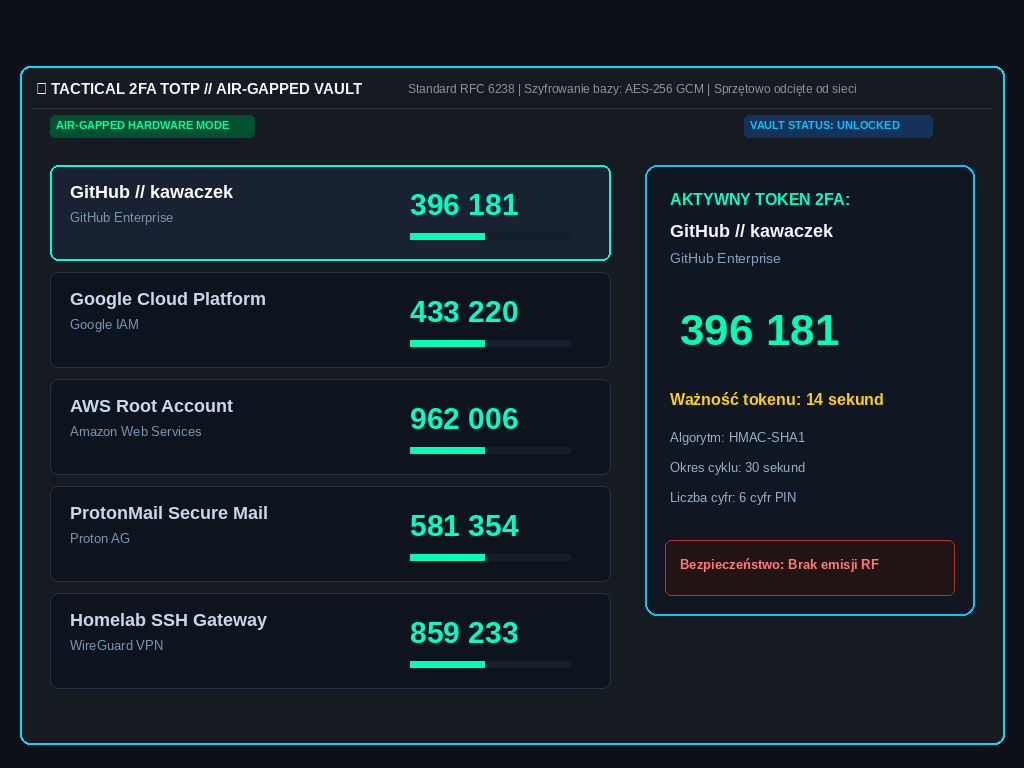 TACTICAL 2FA TOTP // AIR-GAPPED VAULT
Standard RFC 6238 | Szyfrowanie bazy: AES-256 GCM | Sprzętowo odcięte od sieci
AIR-GAPPED HARDWARE MODE
VAULT STATUS: UNLOCKED
GitHub // kawaczek
GitHub Enterprise
396 181
Google Cloud Platform
Google IAM
433 220
AWS Root Account
Amazon Web Services
962 006
ProtonMail Secure Mail
Proton AG
581 354
Homelab SSH Gateway
WireGuard VPN
859 233
AKTYWNY TOKEN 2FA:
GitHub // kawaczek
GitHub Enterprise
396 181
Ważność tokenu: 14 sekund
Algorytm: HMAC-SHA1
Okres cyklu: 30 sekund
Liczba cyfr: 6 cyfr PIN
Bezpieczeństwo: Brak emisji RF